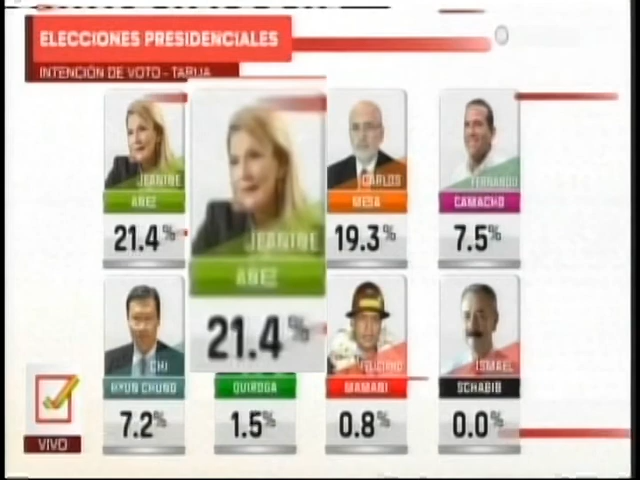 ELECCIONES PRESIDENCIALES
INTENCIÓN DE VOTO - TARIJA
JEANINE
AÑEZ
21.4%
JEANINE
AÑEZ
21.4%
CARLOS
MESA
19.3%
FERNANDO
CAMACHO
7.5%
CHI
HYUN CHUNG
7.2%
QUIROGA
1.5%
FELICIANO
MAMANI
0.8%
ISMAEL
SCHABIB
0.0%
VIVO